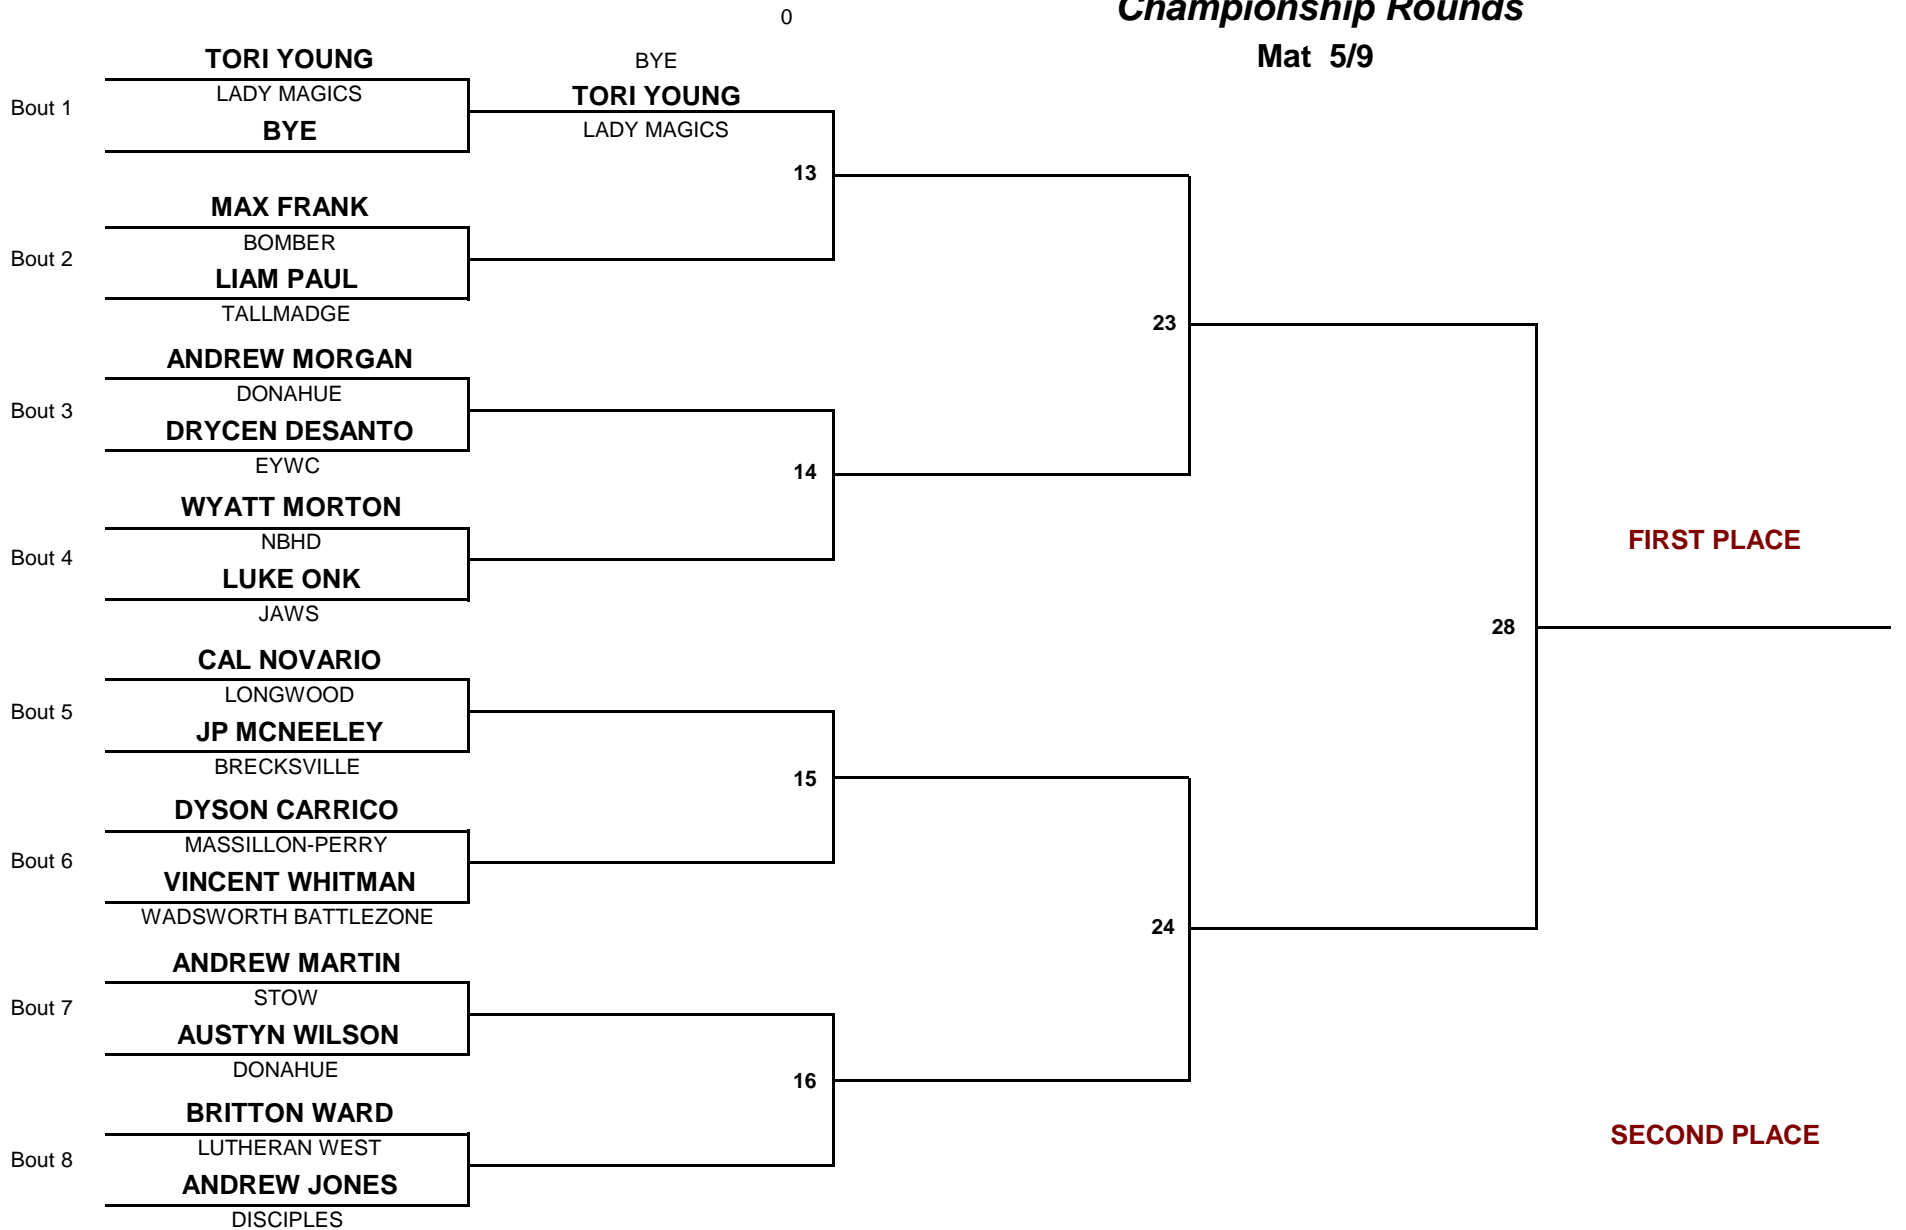 Championship Rounds
0
Mat 5/9
TORI YOUNG
BYE
LADY MAGICS
TORI YOUNG
Bout 1
BYE
LADY MAGICS
13
MAX FRANK
BOMBER
Bout 2
LIAM PAUL
TALLMADGE
23
ANDREW MORGAN
DONAHUE
Bout 3
DRYCEN DESANTO
EYWC
14
WYATT MORTON
NBHD
FIRST PLACE
Bout 4
LUKE ONK
JAWS
28
CAL NOVARIO
LONGWOOD
Bout 5
JP MCNEELEY
BRECKSVILLE
15
DYSON CARRICO
MASSILLON-PERRY
Bout 6
VINCENT WHITMAN
WADSWORTH BATTLEZONE
24
ANDREW MARTIN
STOW
Bout 7
AUSTYN WILSON
DONAHUE
16
BRITTON WARD
SECOND PLACE
LUTHERAN WEST
Bout 8
ANDREW JONES
DISCIPLES